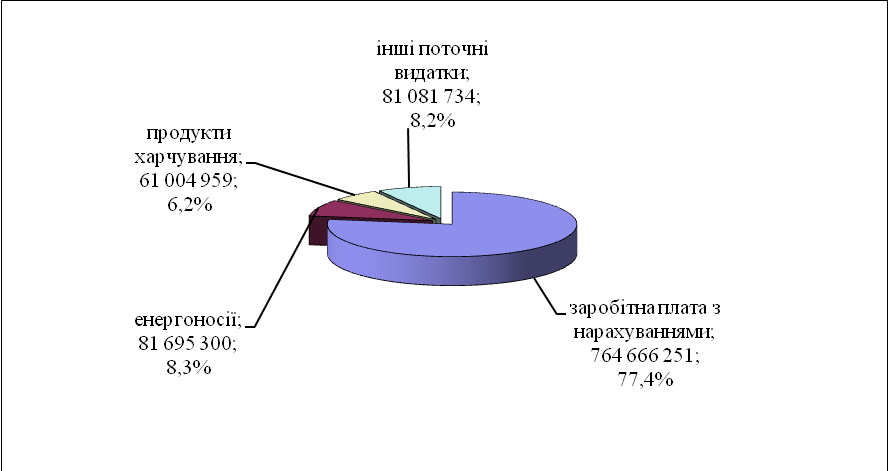 інші поточні
видатки;
81 081 734;
8,2%
продукти
харчування;
61 004 959;
6,2%
енергоносії;
81 695 300;
8,3%
заробітна плата з
нарахуваннями;
764 666 251;
77,4%